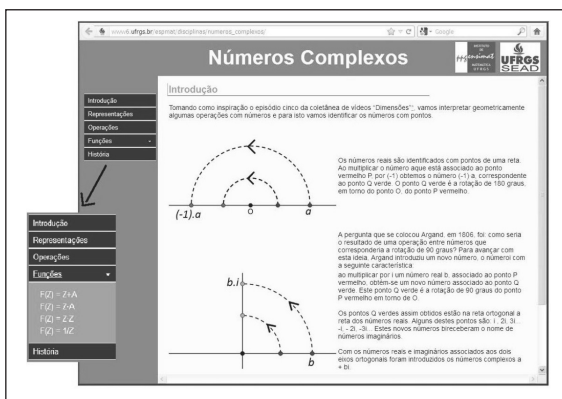 www6.ufrgs.br/espmat/disciplinas/numeros_complexos/
Google
Números Complexos
UFRGS
SEAD
Introdução
Representações
Operações
Funções
História
Introdução
Tomando como inspiração o episódio cinco da coletânea de vídeos "Dimensões", vamos interpretar geometricamente
algumas operações com números e para isto vamos identificar os números com pontos.
Os números reais são identificados com pontos de uma reta.
Ao multiplicar o número aque está associado ao ponto
vermelho P, por (-1) obtemos o número (-1) a, correspondente
ao ponto Q verde. O ponto Q verde é a rotação de 180 graus,
em torno do ponto O, do ponto P vermelho.
(-1).a
O
a
A pergunta que se colocou Argand, em 1806, foi: como seria
o resultado de uma operação entre números que
corresponderia a rotação de 90 graus? Para avançar com
esta ideia, Argand introduziu um novo número, o númeroi com
a seguinte característica:
ao multiplicar por i um número real b, associado ao ponto P
vermelho, obtém-se um novo número associado ao ponto Q
verde. Este ponto Q verde é a rotação de 90 graus do ponto
P vermelho em torno de O.
Os pontos Q verdes assim obtidos estão na reta ortogonal a
reta dos números reais. Alguns destes pontos são: i , 2i, 3i...
-i, - 2i, -3i... Estes novos números bireceberam o nome de
números imaginários.
Com os números reais e imaginários associados aos dois
eixos ortogonais foram introduzidos os números complexos a
+ bi.
b.i
b
Introdução
Representações
Operações
Funções
F(Z) = Z+A
F(Z) = Z·A
F(Z) = Z·Z
F(Z) = 1/Z
História